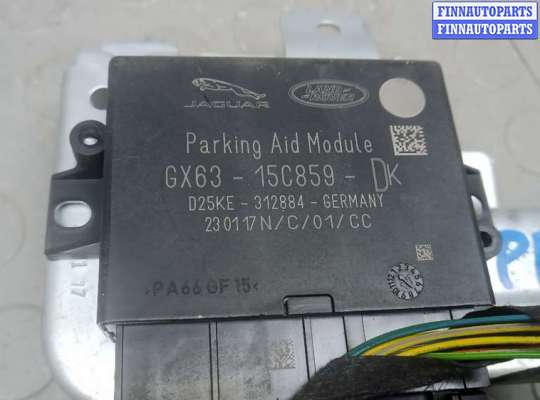 FINNAUTOPARTS
FINNAUTOPARTS
JAGUAR
LAND
ROVER
Parking Aid Module
GX63 - 15C859 - DK
D25KE - 312884 - GERMANY
230117N/C/01/CC
>PA66 GF15<